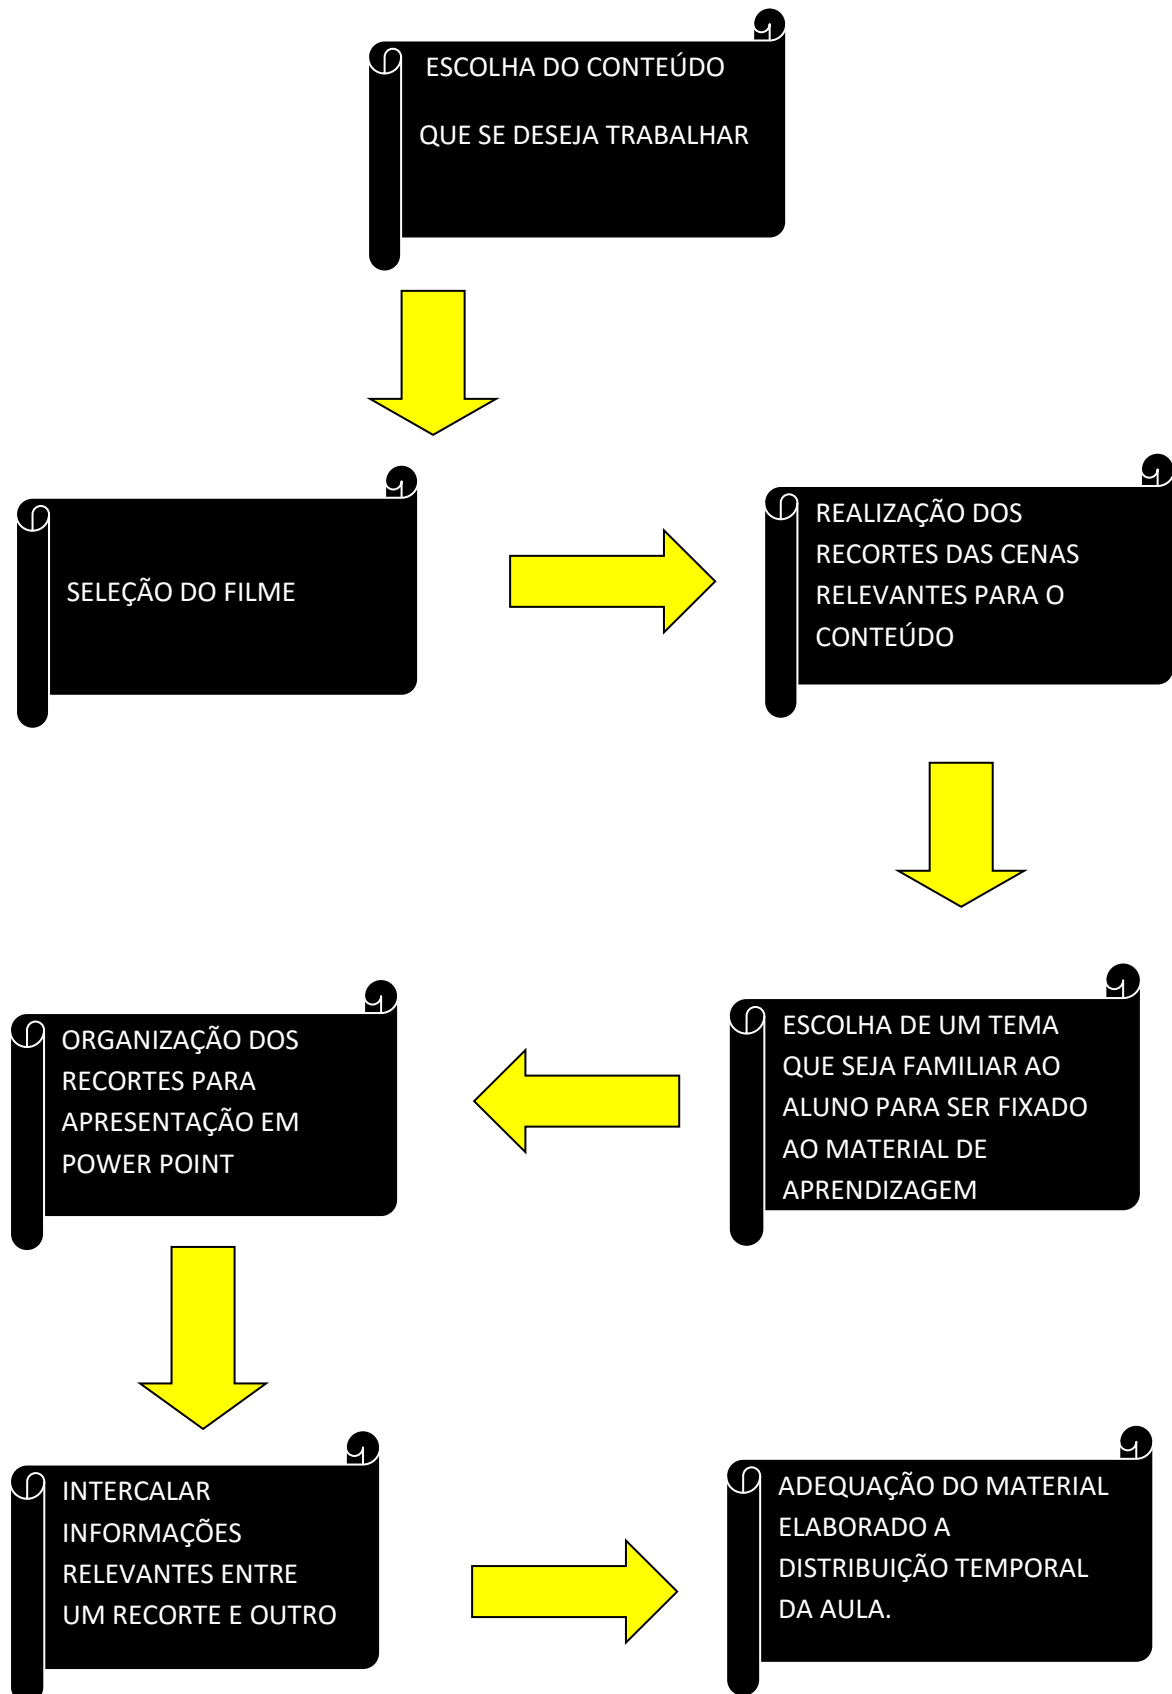 ESCOLHA DO CONTEÚDO
QUE SE DESEJA TRABALHAR
SELEÇÃO DO FILME
REALIZAÇÃO DOS
RECORTES DAS CENAS
RELEVANTES PARA O
CONTEÚDO
ESCOLHA DE UM TEMA
QUE SEJA FAMILIAR AO
ALUNO PARA SER FIXADO
AO MATERIAL DE
APRENDIZAGEM
ORGANIZAÇÃO DOS
RECORTES PARA
APRESENTAÇÃO EM
POWER POINT
INTERCALAR
INFORMAÇÕES
RELEVANTES ENTRE
UM RECORTE E OUTRO
ADEQUAÇÃO DO MATERIAL
ELABORADO A
DISTRIBUIÇÃO TEMPORAL
DA AULA.